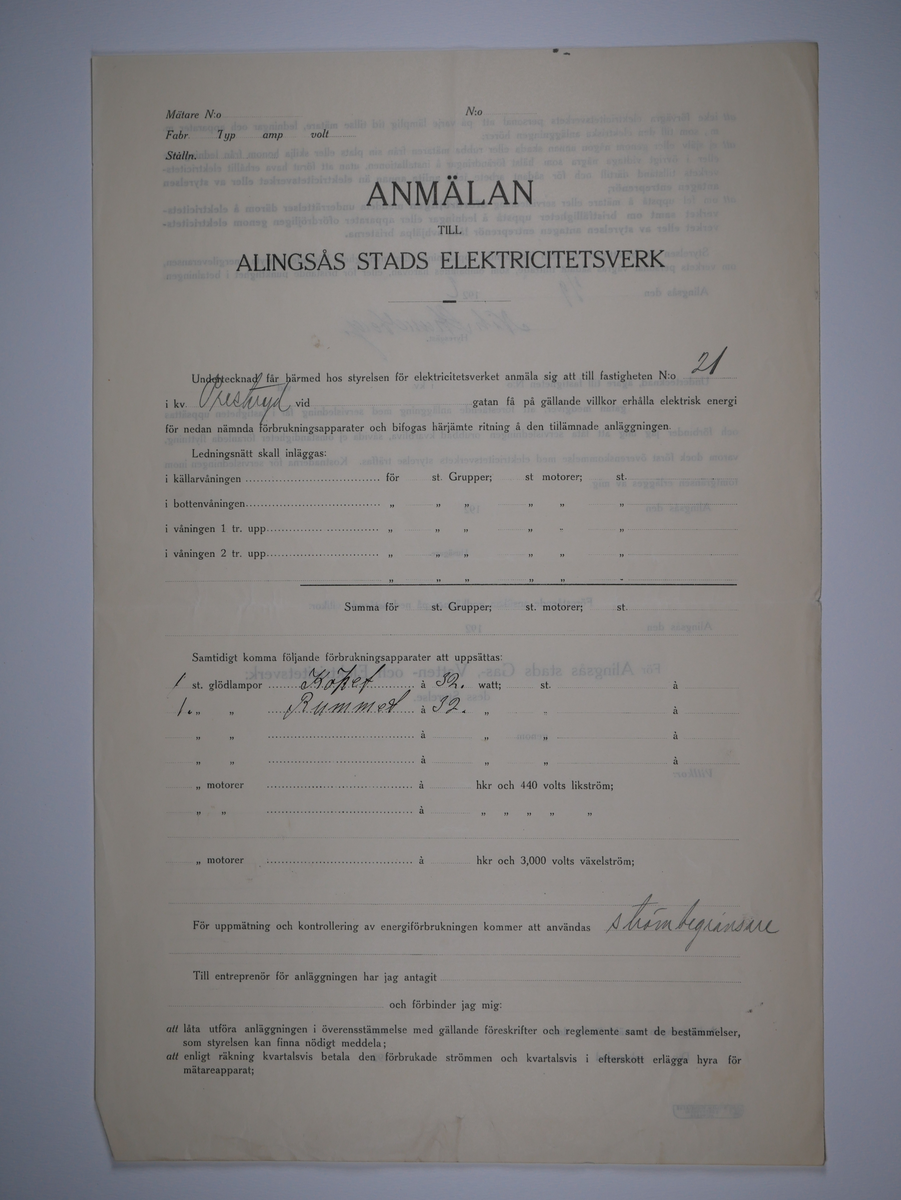 Mätare N:o N:o
Fabr. Typ amp volt
Ställn.
ANMÄLAN
TILL
ALINGSÅS STADS ELEKTRICITETSVERK
Undertecknad får härmed hos styrelsen för elektricitetsverket anmäla sig att till fastigheten N:o 21
i kv. Prestryd vid gatan få på gällande villkor erhålla elektrisk energi
för nedan nämnda förbrukningsapparater och bifogas härjämte ritning å den tillämnade anläggningen.
Ledningsnätt skall inläggas:
i källarvåningen för st. Grupper; st motorer; st.
i bottenvåningen „ „ „ „ „ „
i våningen 1 tr. upp „ „ „ „ „ „
i våningen 2 tr. upp „ „ „ „ „ „
„ „ „ „ „ „
Summa för st. Grupper; st. motorer; st
Samtidigt komma följande förbrukningsapparater att uppsättas:
1 st. glödlampor Köket à 32. watt; st. à
1. „ „ Rummet à 32. „ „ à
„ „ à „ „ à
„ „ à „ „ à
„ motorer à hkr och 440 volts likström;
„ „ à „ „ „ „ „
„ motorer à hkr och 3,000 volts växelström;
För uppmätning och kontrollering av energiförbrukningen kommer att användas strömbegränsare
Till entreprenör för anläggningen har jag antagit
och förbinder jag mig:
att låta utföra anläggningen i överensstämmelse med gällande föreskrifter och reglemente samt de bestämmelser,
som styrelsen kan finna nödigt meddela;
att enligt räkning kvartalsvis betala den förbrukade strömmen och kvartalsvis i efterskott erlägga hyra för
mätareapparat;